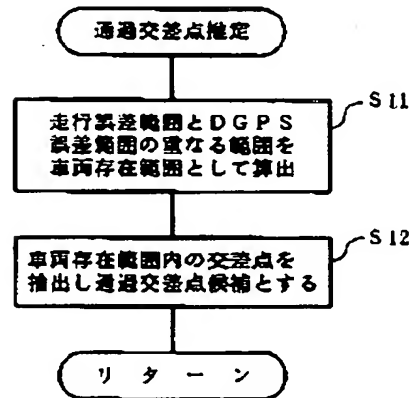 通過交差点推定
S11
走行誤差範囲とDGPS
誤差範囲の重なる範囲を
車両存在範囲として算出
S12
車両存在範囲内の交差点を
抽出し通過交差点候補とする
リターン